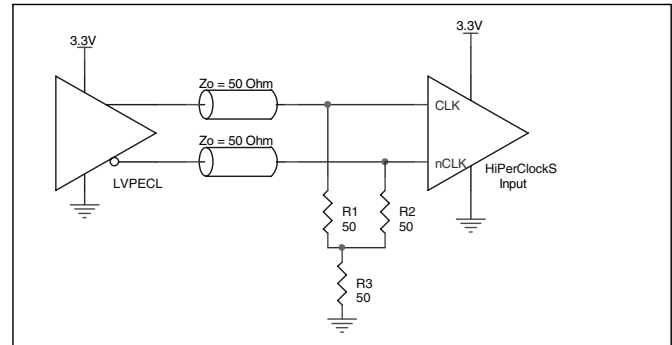 3.3V
3.3V
Zo = 50 Ohm
CLK
Zo = 50 Ohm
nCLK
LVPECL
HiPerClockS
Input
R1
50
R2
50
R3
50